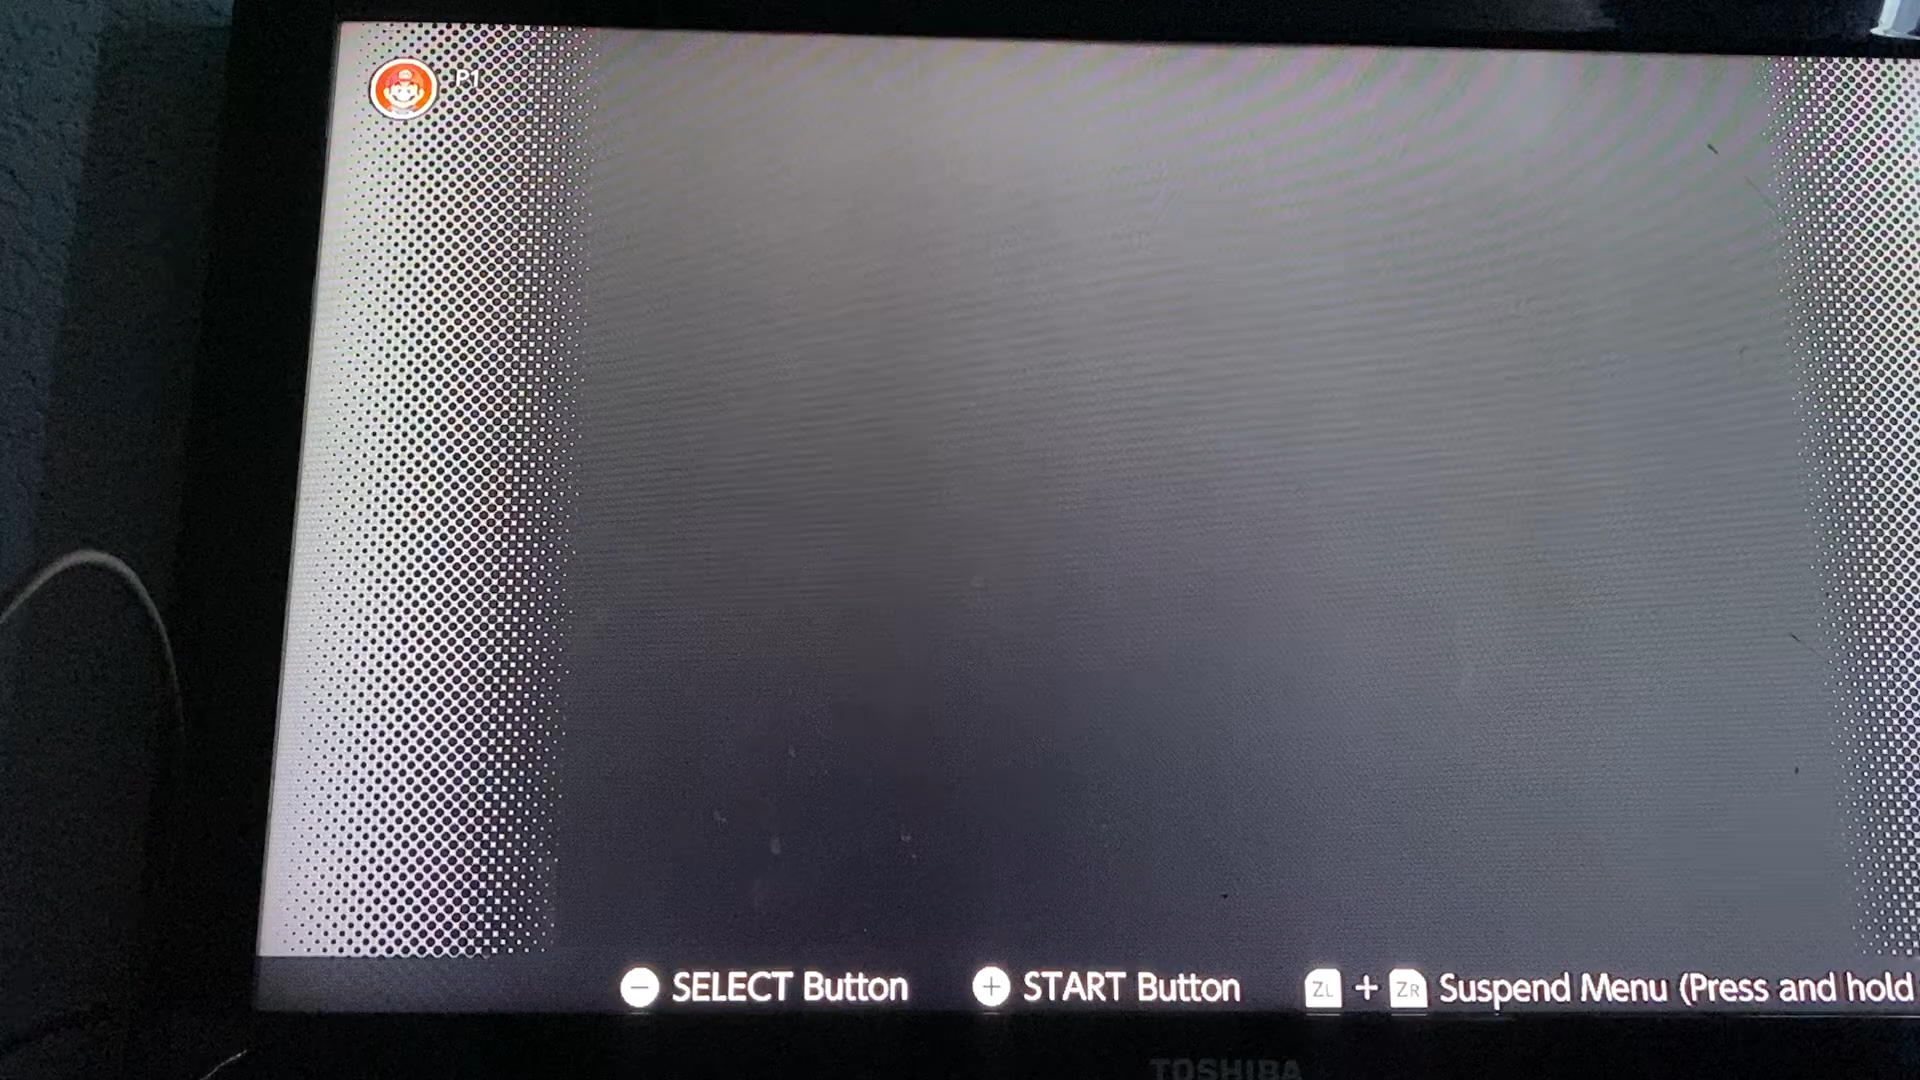 P1
SELECT Button START Button ZL + ZR Suspend Menu (Press and hold
TOSHIBA